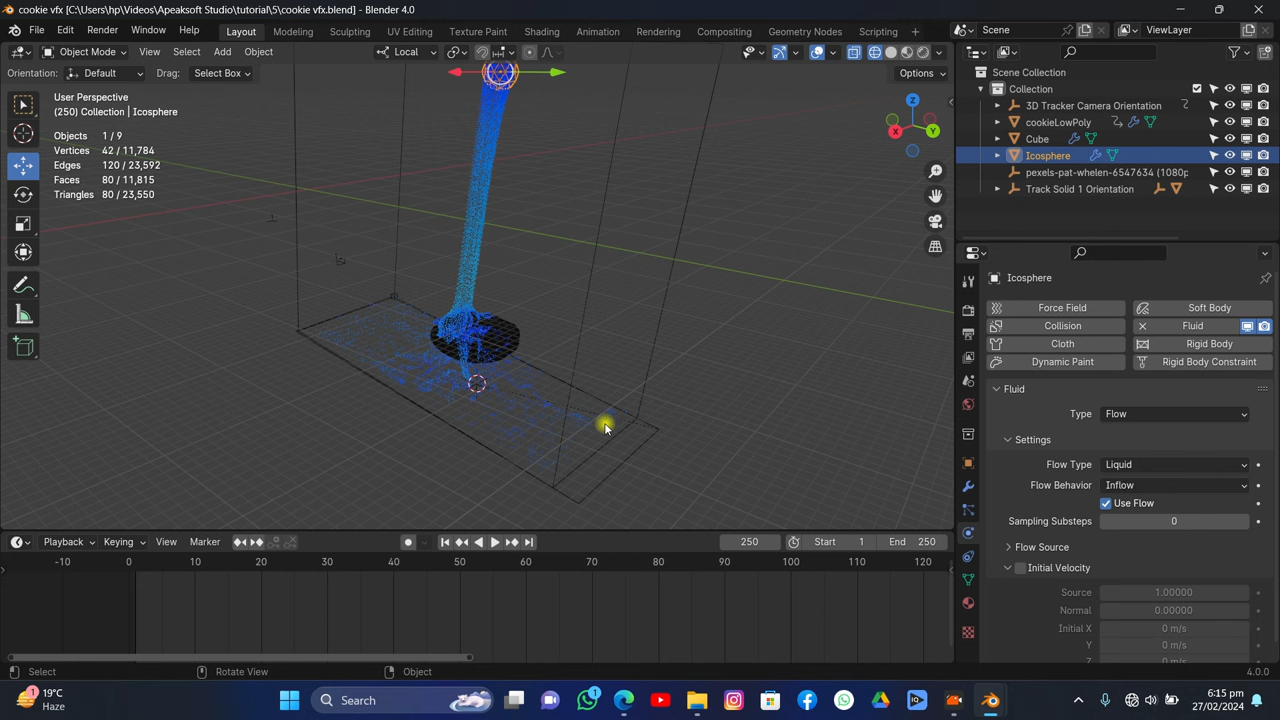 cookie vfx [C:\Users\hp\Videos\Apeaksoft Studio\tutorial\5\cookie vfx.blend] - Blender 4.0
File Edit Render Window Help Layout Modeling Sculpting UV Editing Texture Paint Shading Animation Rendering Compositing Geometry Nodes Scripting Scene ViewLayer
Object Mode View Select Add Object Local
Orientation: Default Drag: Select Box Options
User Perspective
(250) Collection | Icosphere
Objects 1 / 9
Vertices 42 / 11,784
Edges 120 / 23,592
Faces 80 / 11,815
Triangles 80 / 23,550
Z
X
Y
Scene Collection
Collection
3D Tracker Camera Orientation
cookieLowPoly
Cube
Icosphere
pexels-pat-whelen-6547634 (1080p
Track Solid 1 Orientation
Icosphere
Force Field Soft Body
Collision Fluid
Cloth Rigid Body
Dynamic Paint Rigid Body Constraint
Fluid
Type Flow
Settings
Flow Type Liquid
Flow Behavior Inflow
Use Flow
Sampling Substeps 0
Flow Source
Initial Velocity
Source 1.00000
Normal 0.00000
Initial X 0 m/s
Y 0 m/s
Z 0 m/s
Playback Keying View Marker 250 Start 1 End 250
-10 0 10 20 30 40 50 60 70 80 90 100 110 120
Select Rotate View Object 4.0.0
1 19°C
Haze
Search
1
6:15 pm
27/02/2024